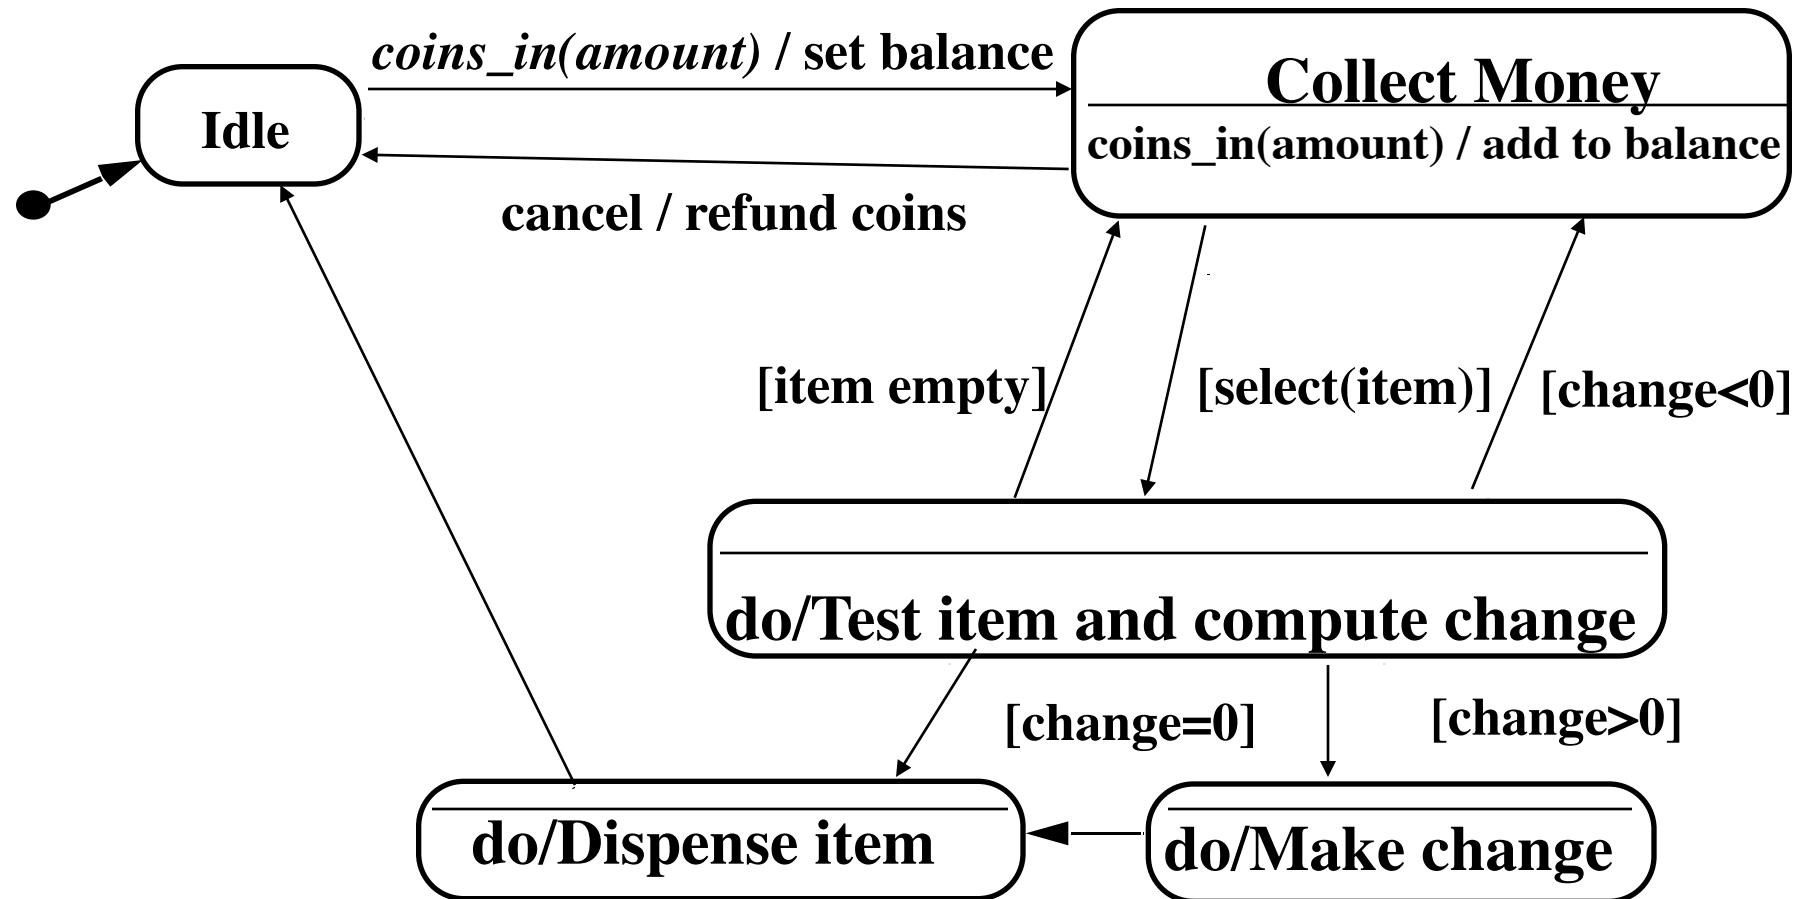 coins_in(amount) / set balance
Collect Money
Idle
coins_in(amount) / add to balance
cancel / refund coins
[item empty]
[select(item)]
[change<0]
do/Test item and compute change
[change=0]
[change>0]
do/Dispense item
do/Make change